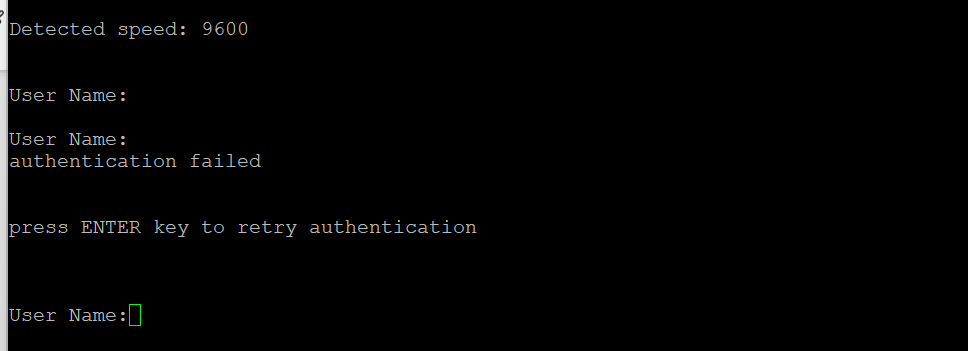 Detected speed: 9600
User Name:
User Name:
authentication failed
press ENTER key to retry authentication
User Name: